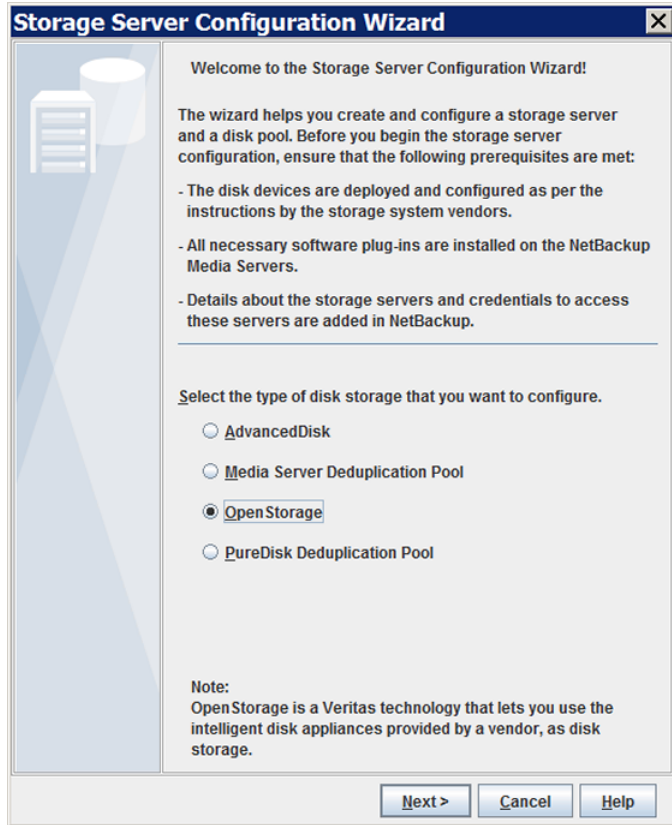 Storage Server Configuration Wizard
Welcome to the Storage Server Configuration Wizard!
The wizard helps you create and configure a storage server
and a disk pool. Before you begin the storage server
configuration, ensure that the following prerequisites are met:
- The disk devices are deployed and configured as per the
instructions by the storage system vendors.
- All necessary software plug-ins are installed on the NetBackup
Media Servers.
- Details about the storage servers and credentials to access
these servers are added in NetBackup.
Select the type of disk storage that you want to configure.
AdvancedDisk
Media Server Deduplication Pool
OpenStorage
PureDisk Deduplication Pool
Note:
OpenStorage is a Veritas technology that lets you use the
intelligent disk appliances provided by a vendor, as disk
storage.
Next >
Cancel
Help